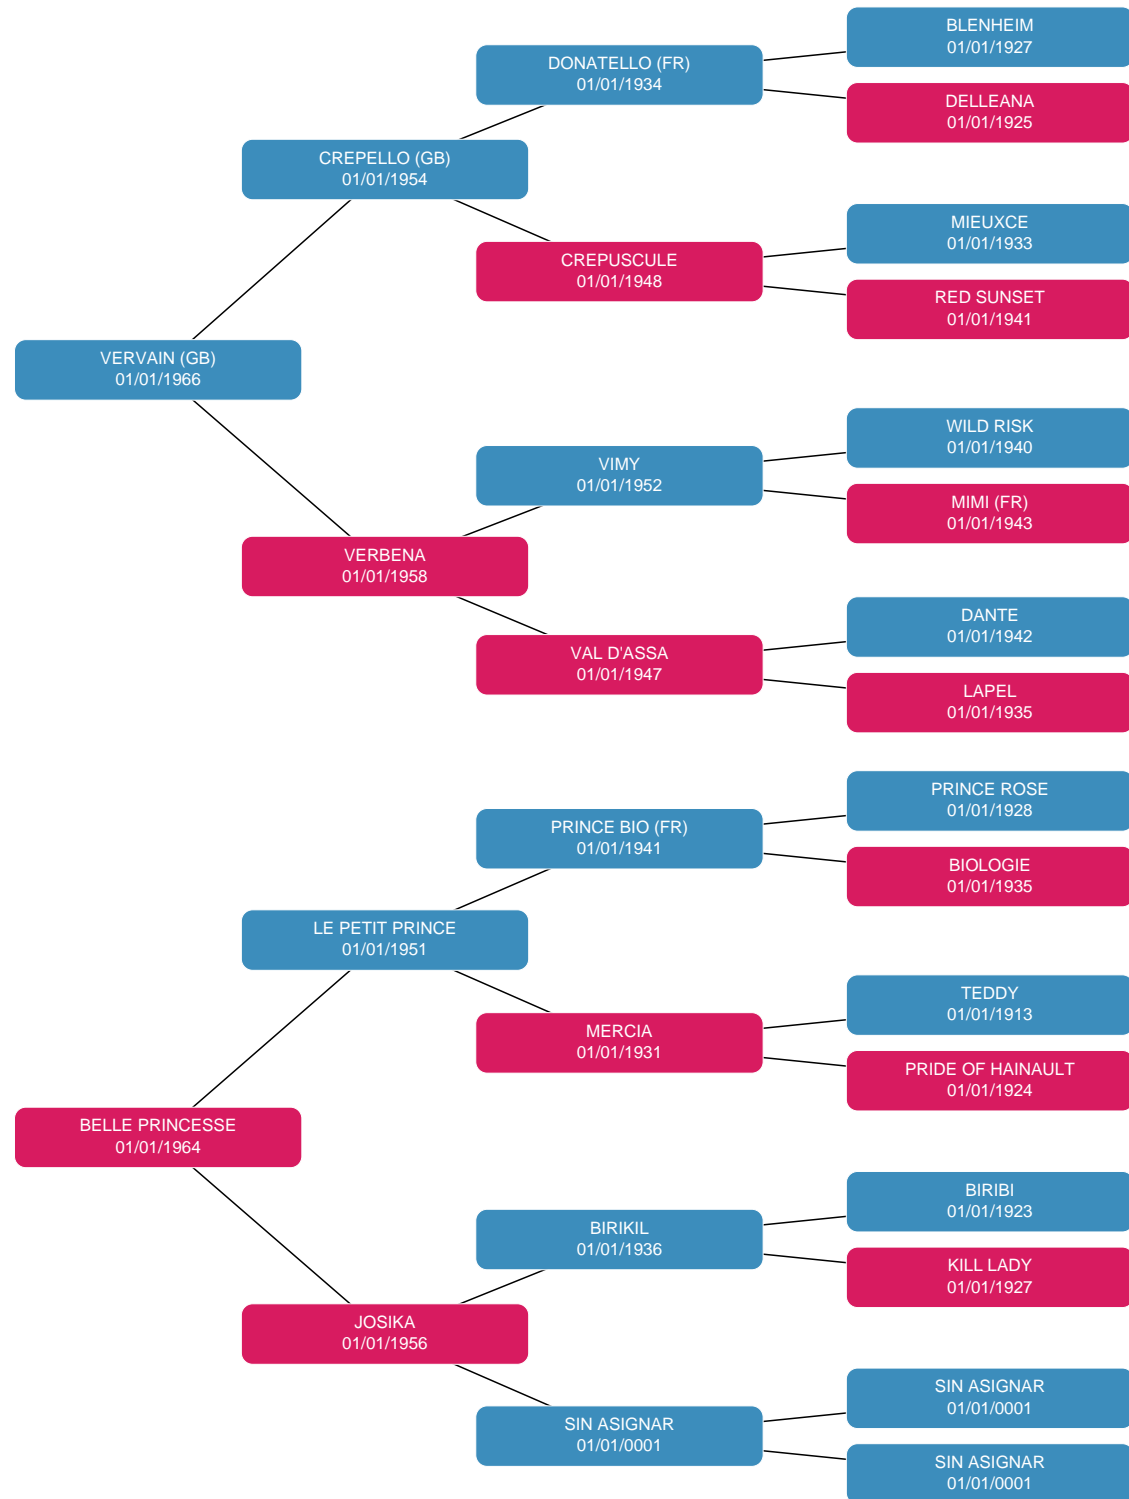 BLENHEIM
01/01/1927
DONATELLO (FR)
01/01/1934
DELLEANA
01/01/1925
CREPELLO (GB)
01/01/1954
MIEUXCE
01/01/1933
CREPUSCULE
01/01/1948
RED SUNSET
01/01/1941
VERVAIN (GB)
01/01/1966
WILD RISK
01/01/1940
VIMY
01/01/1952
MIMI (FR)
01/01/1943
VERBENA
01/01/1958
DANTE
01/01/1942
VAL D'ASSA
01/01/1947
LAPEL
01/01/1935
PRINCE ROSE
01/01/1928
PRINCE BIO (FR)
01/01/1941
BIOLOGIE
01/01/1935
LE PETIT PRINCE
01/01/1951
TEDDY
01/01/1913
MERCIA
01/01/1931
PRIDE OF HAINAULT
01/01/1924
BELLE PRINCESSE
01/01/1964
BIRIBI
01/01/1923
BIRIKIL
01/01/1936
KILL LADY
01/01/1927
JOSIKA
01/01/1956
SIN ASIGNAR
01/01/0001
SIN ASIGNAR
01/01/0001
SIN ASIGNAR
01/01/0001